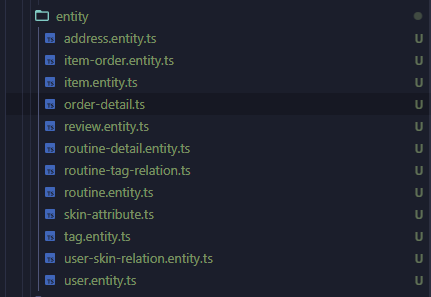 entity
TS address.entity.ts U
TS item-order.entity.ts U
TS item.entity.ts U
TS order-detail.ts U
TS review.entity.ts U
TS routine-detail.entity.ts U
TS routine-tag-relation.ts U
TS routine.entity.ts U
TS skin-attribute.ts U
TS tag.entity.ts U
TS user-skin-relation.entity.ts U
TS user.entity.ts U